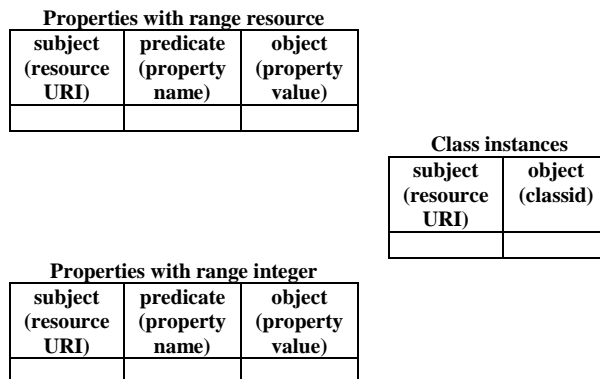 Properties with range resource
subject predicate object
(resource (property (property
URI) name) value)
Class instances
subject object
(resource (classid)
URI)
Properties with range integer
subject predicate object
(resource (property (property
URI) name) value)